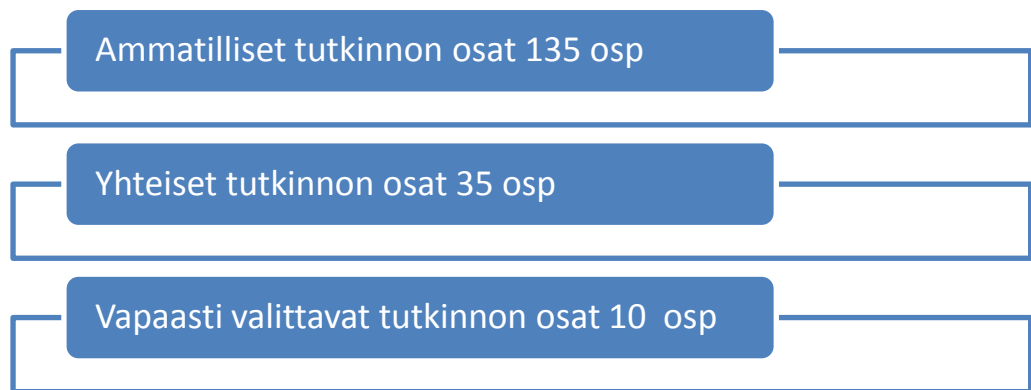 Ammatilliset tutkinnon osat 135 osp
Yhteiset tutkinnon osat 35 osp
Vapaasti valittavat tutkinnon osat 10  osp